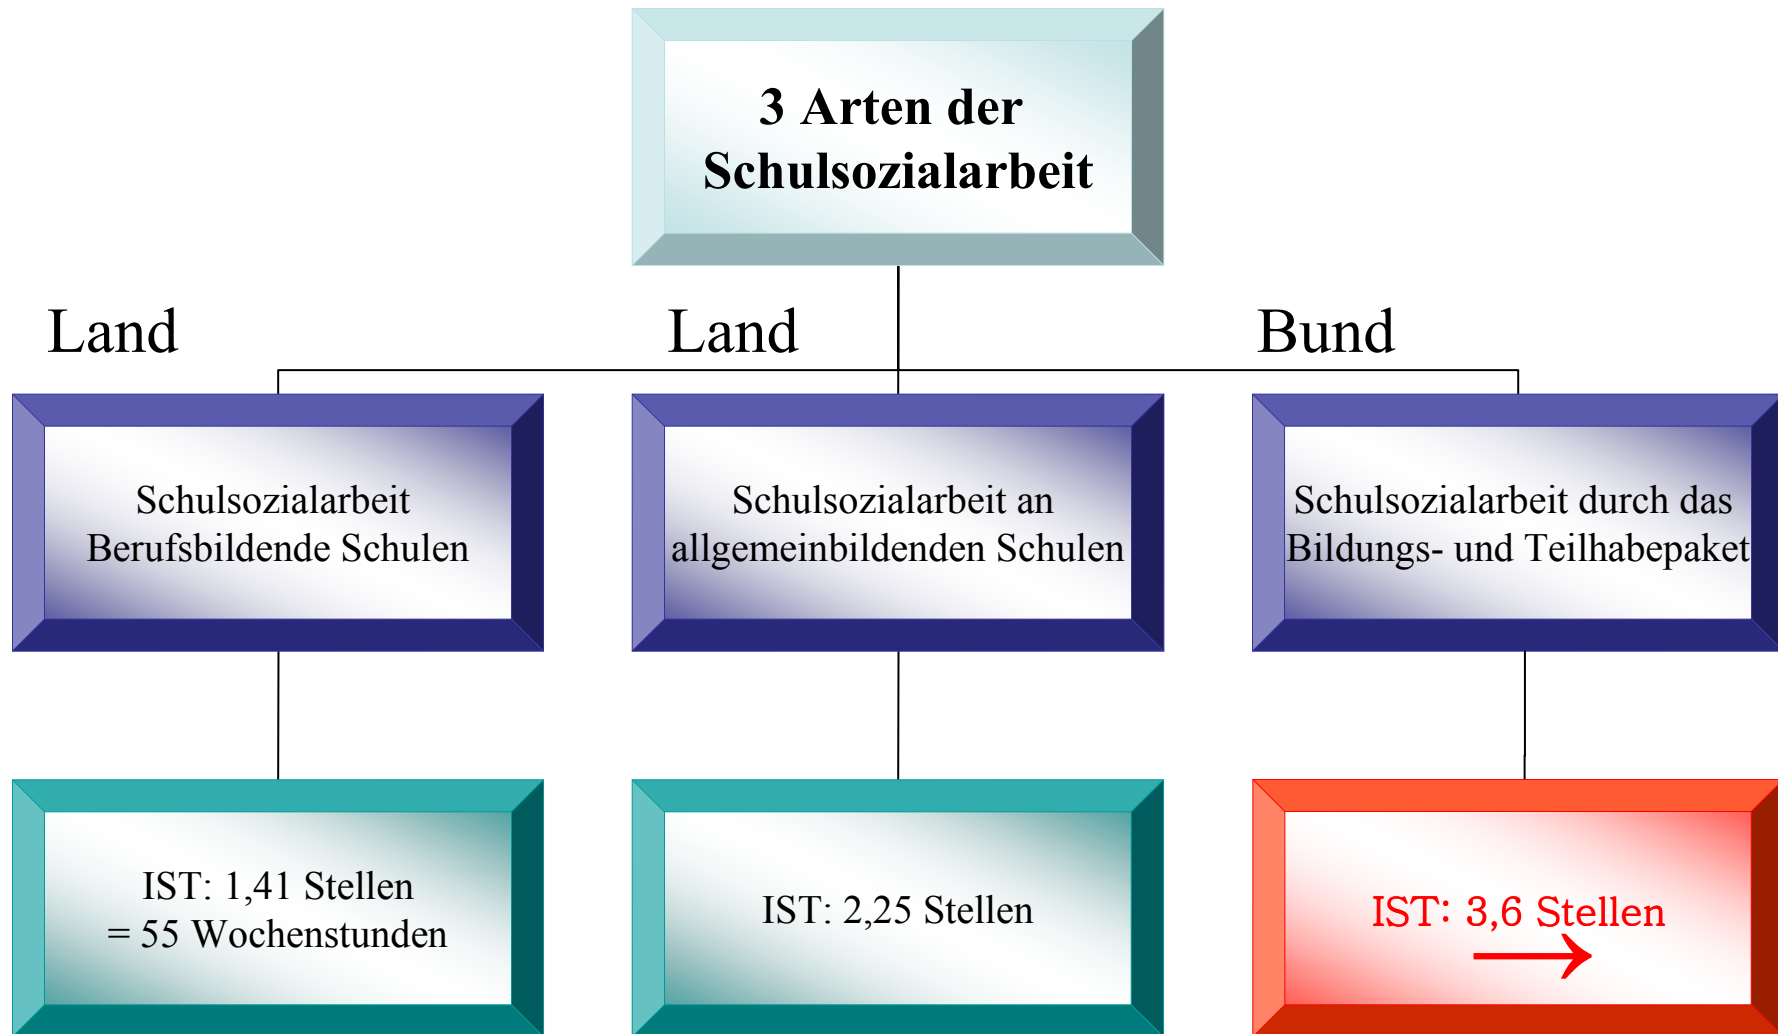 3 Arten der
Schulsozialarbeit
Land
Land
Bund
Schulsozialarbeit
Berufsbildende Schulen
Schulsozialarbeit an
allgemeinbildenden Schulen
Schulsozialarbeit durch das
Bildungs- und Teilhabepaket
IST: 1,41 Stellen
= 55 Wochenstunden
IST: 2,25 Stellen
IST: 3,6 Stellen